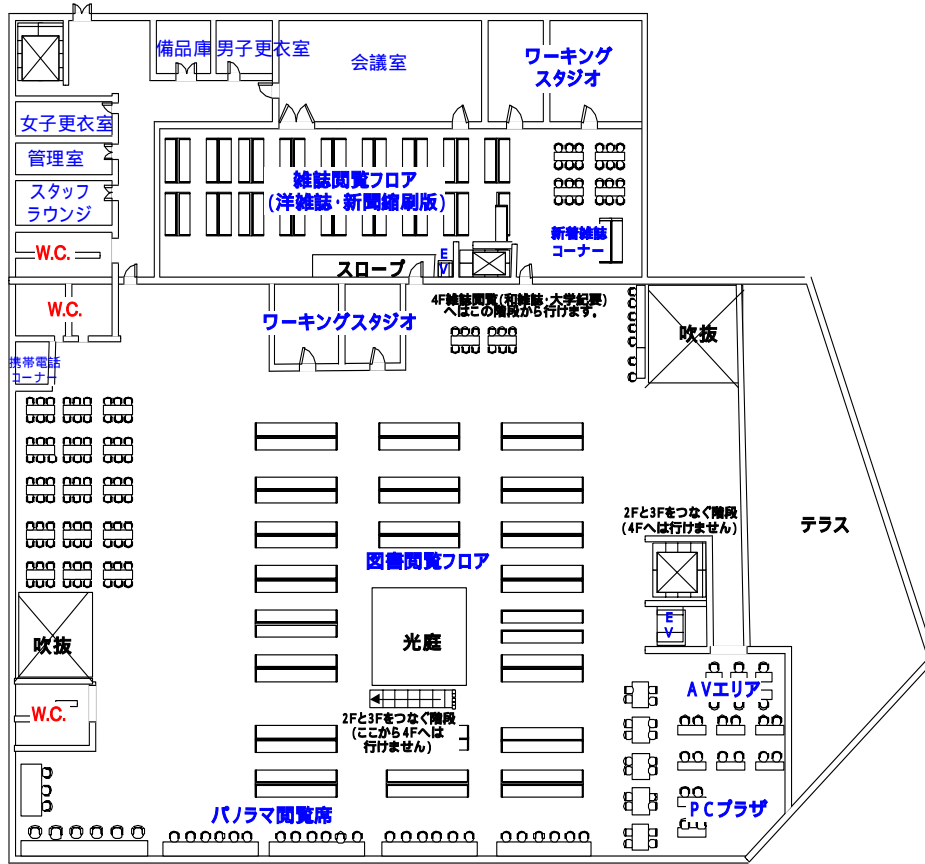 備品庫
男子更衣室
会議室
ワーキング
スタジオ
女子更衣室
管理室
スタッフ
ラウンジ
雑誌閲覧フロア
(洋雑誌・新聞縮刷版)
新着雑誌
コーナー
W.C.
スロープ
E
V
W.C.
ワーキングスタジオ
4F雑誌閲覧(和雑誌・大学紀要)
へはこの階段から行けます。
吹抜
携帯電話
コーナー
2Fと3Fをつなぐ階段
(4Fへは行けません)
テラス
図書閲覧フロア
E
V
吹抜
光庭
W.C.
AVエリア
2Fと3Fをつなぐ階段
(ここから4Fへは
行けません)
パノラマ閲覧席
PCプラザ